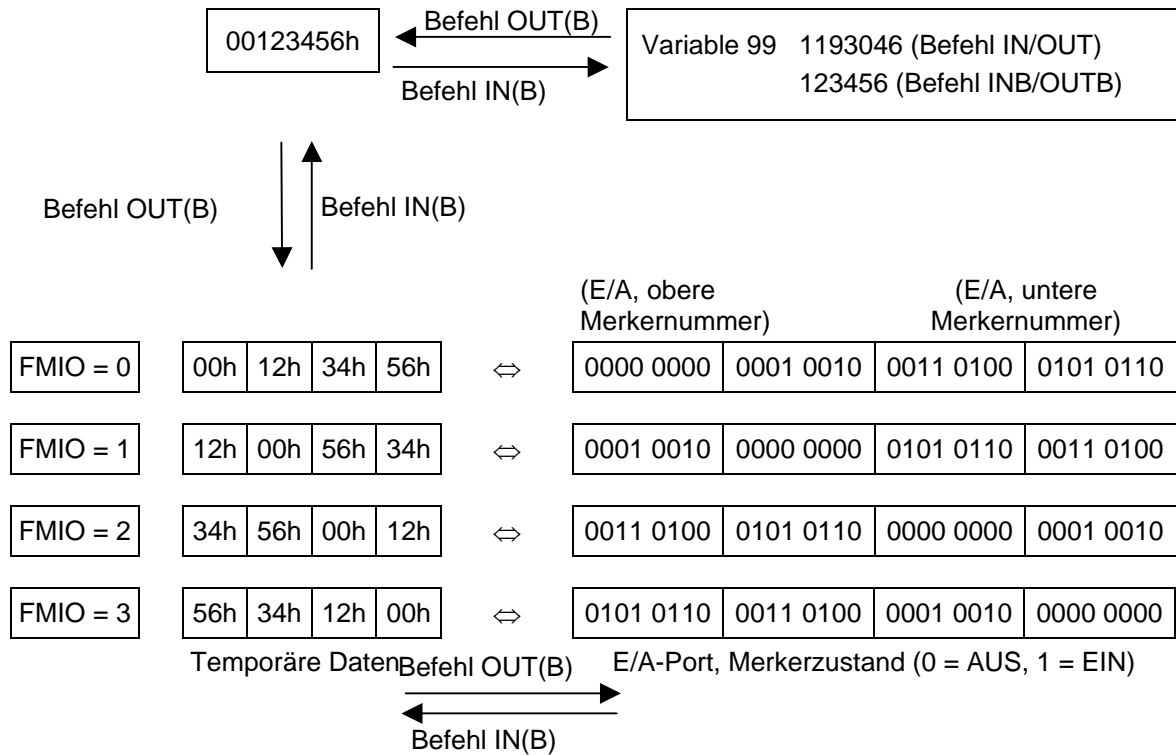 Befehl OUT(B)
00123456h
Variable 99 1193046 (Befehl IN/OUT)
123456 (Befehl INB/OUTB)
Befehl IN(B)
Befehl OUT(B) Befehl IN(B)
(E/A, obere
Merkernummer)
(E/A, untere
Merkernummer)
FMIO = 0 00h 12h 34h 56h ⇔ 0000 0000 0001 0010 0011 0100 0101 0110
FMIO = 1 12h 00h 56h 34h ⇔ 0001 0010 0000 0000 0101 0110 0011 0100
FMIO = 2 34h 56h 00h 12h ⇔ 0011 0100 0101 0110 0000 0000 0001 0010
FMIO = 3 56h 34h 12h 00h ⇔ 0101 0110 0011 0100 0001 0010 0000 0000
Temporäre Daten Befehl OUT(B) E/A-Port, Merkerzustand (0 = AUS, 1 = EIN)
Befehl IN(B)